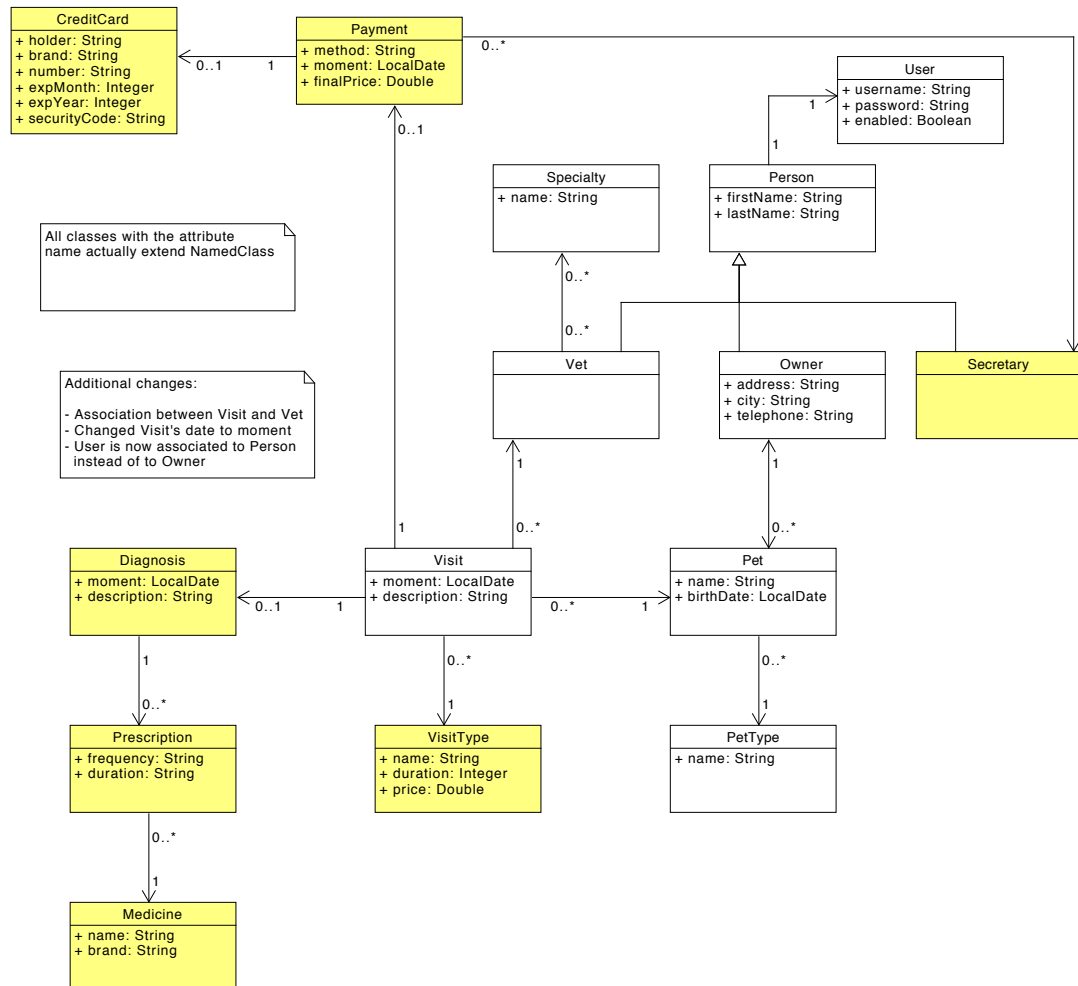 CreditCard
+ holder: String
+ brand: String
+ number: String
+ expMonth: Integer
+ expYear: Integer
+ securityCode: String
0..1
1
Payment
+ method: String
+ moment: LocalDate
+ finalPrice: Double
0..*
0..1
User
+ username: String
+ password: String
+ enabled: Boolean
1
1
Specialty
+ name: String
Person
+ firstName: String
+ lastName: String
All classes with the attribute
name actually extend NamedClass
0..*
0..*
Vet
Owner
+ address: String
+ city: String
+ telephone: String
Secretary
1
Additional changes:
- Association between Visit and Vet
- Changed Visit's date to moment
- User is now associated to Person
instead of to Owner
1
1
0..*
1
0..*
Diagnosis
+ moment: LocalDate
+ description: String
0..1
1
Visit
+ moment: LocalDate
+ description: String
0..*
1
Pet
+ name: String
+ birthDate: LocalDate
1
0..*
0..*
1
0..*
1
Prescription
+ frequency: String
+ duration: String
VisitType
+ name: String
+ duration: Integer
+ price: Double
PetType
+ name: String
0..*
1
Medicine
+ name: String
+ brand: String